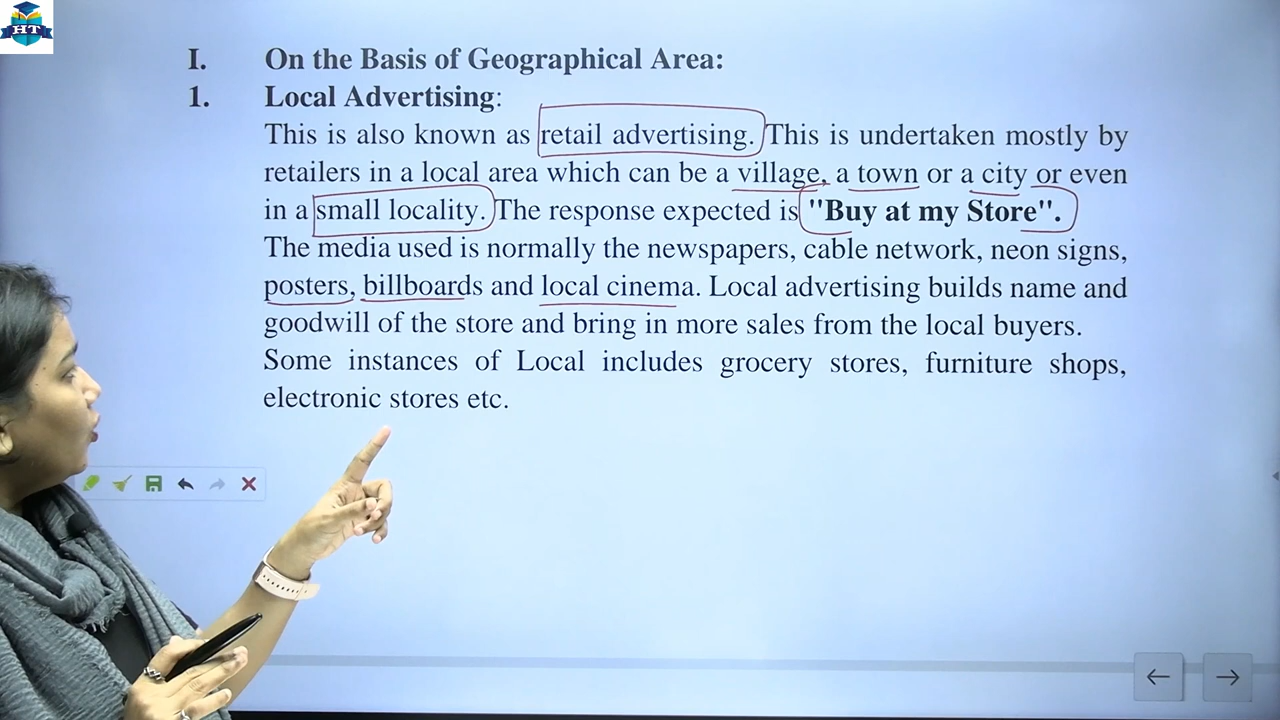 HT
I. On the Basis of Geographical Area:
1. Local Advertising:
This is also known as retail advertising. This is undertaken mostly by
retailers in a local area which can be a village, a town or a city or even
in a small locality. The response expected is "Buy at my Store".
The media used is normally the newspapers, cable network, neon signs,
posters, billboards and local cinema. Local advertising builds name and
goodwill of the store and bring in more sales from the local buyers.
Some instances of Local includes grocery stores, furniture shops,
electronic stores etc.